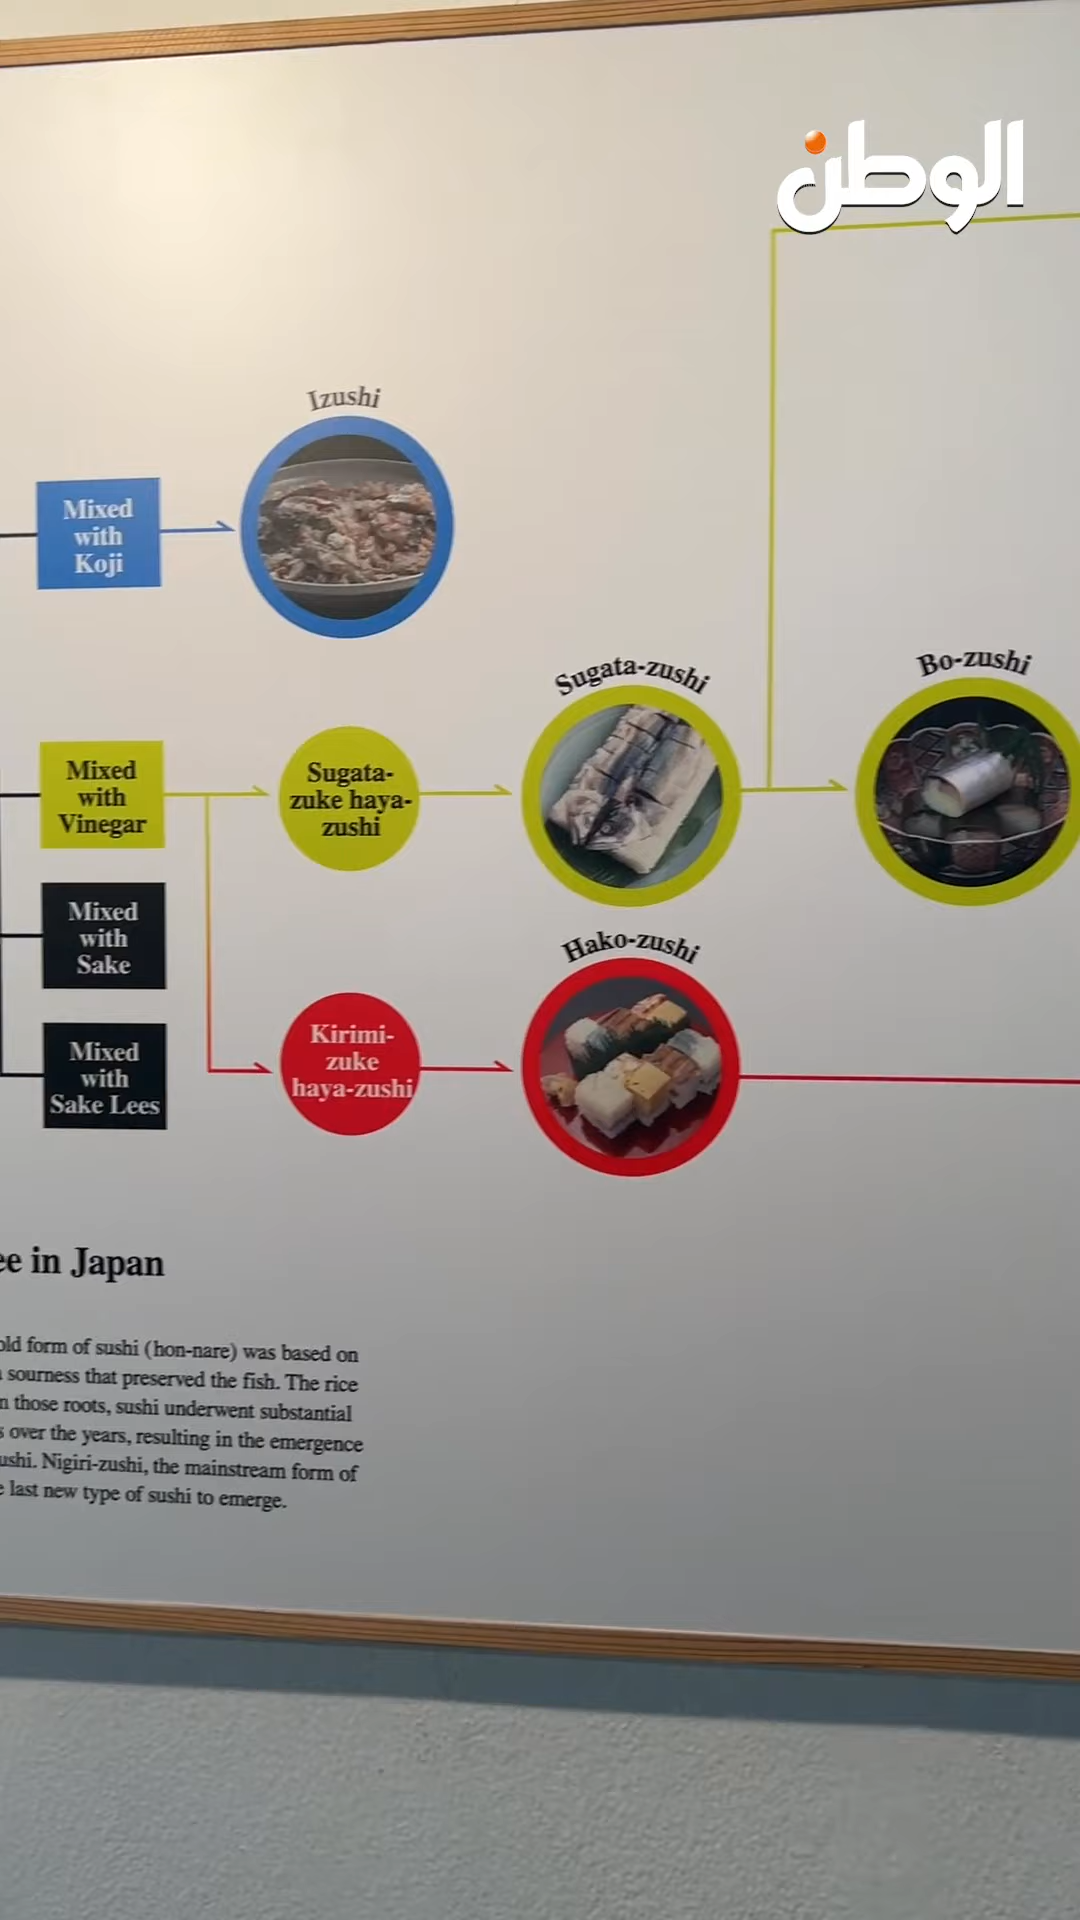 الوطن
Izushi
Mixed
with
Koji
Sugata-zushi
Bo-zushi
Mixed
with
Vinegar
Sugata-
zuke haya-
zushi
Mixed
with
Sake
Hako-zushi
Kirimi-
zuke
haya-zushi
Mixed
with
Sake Lees
in Japan
old form of sushi (hon-nare) was based on
sourness that preserved the fish. The rice
those roots, sushi underwent substantial
over the years, resulting in the emergence
Nigiri-zushi, the mainstream form of
last new type of sushi to emerge.